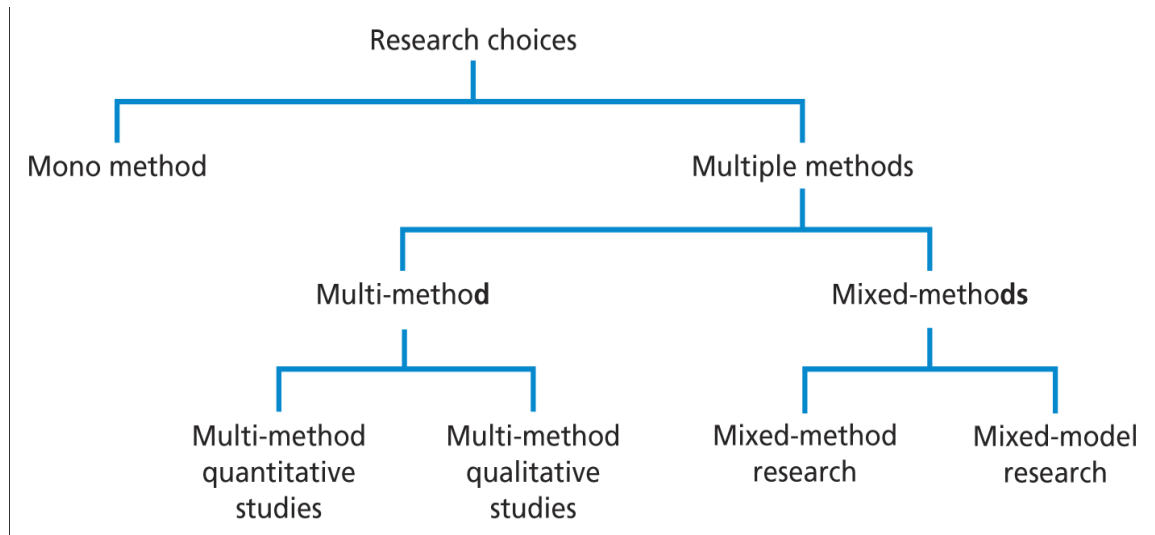 Research choices
Mono method
Multiple methods
Multi-method
Mixed-methods
Multi-method
quantitative
studies
Multi-method
qualitative
studies
Mixed-method
research
Mixed-model
research